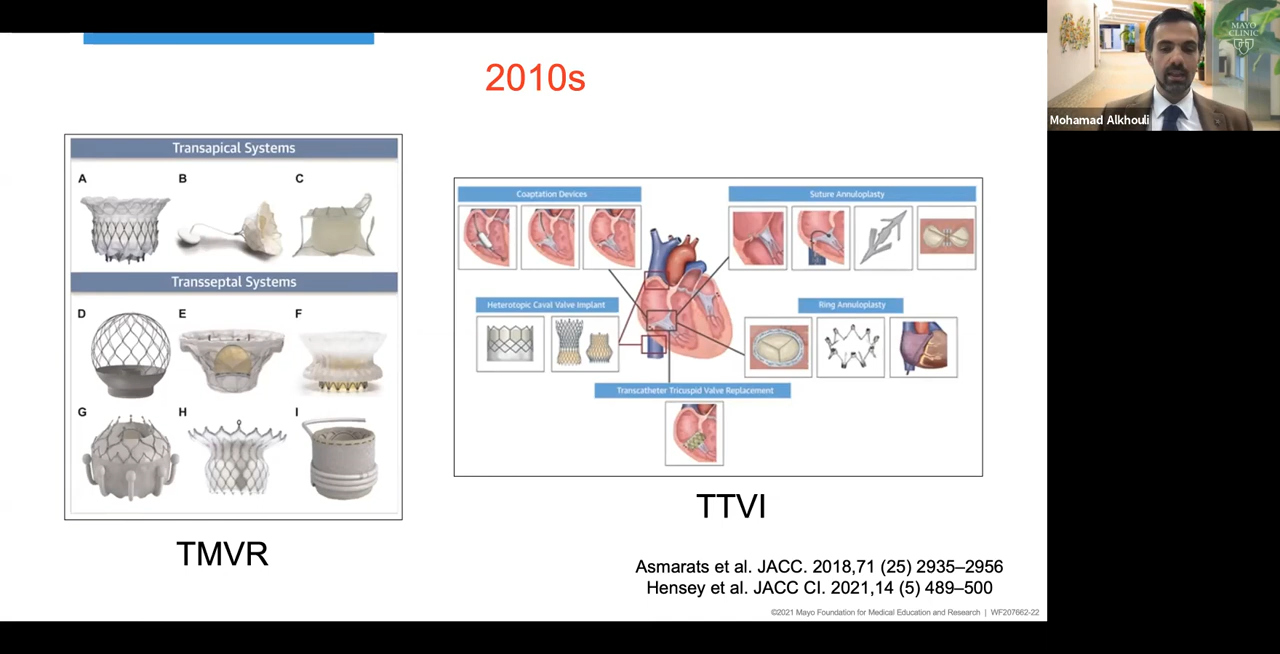 2010s
Transapical Systems
A
B
C
Transseptal Systems
D
E
F
G
H
I
TMVR
Coaptation Devices
Suture Annuloplasty
Heterotopic Caval Valve Implant
Ring Annuloplasty
Transcatheter Tricuspid Valve Replacement
TTVI
Asmarats et al. JACC. 2018,71 (25) 2935–2956
Hensey et al. JACC CI. 2021,14 (5) 489–500
©2021 Mayo Foundation for Medical Education and Research | WF207662-22
MAYO
CLINIC
Mohamad Alkhouli